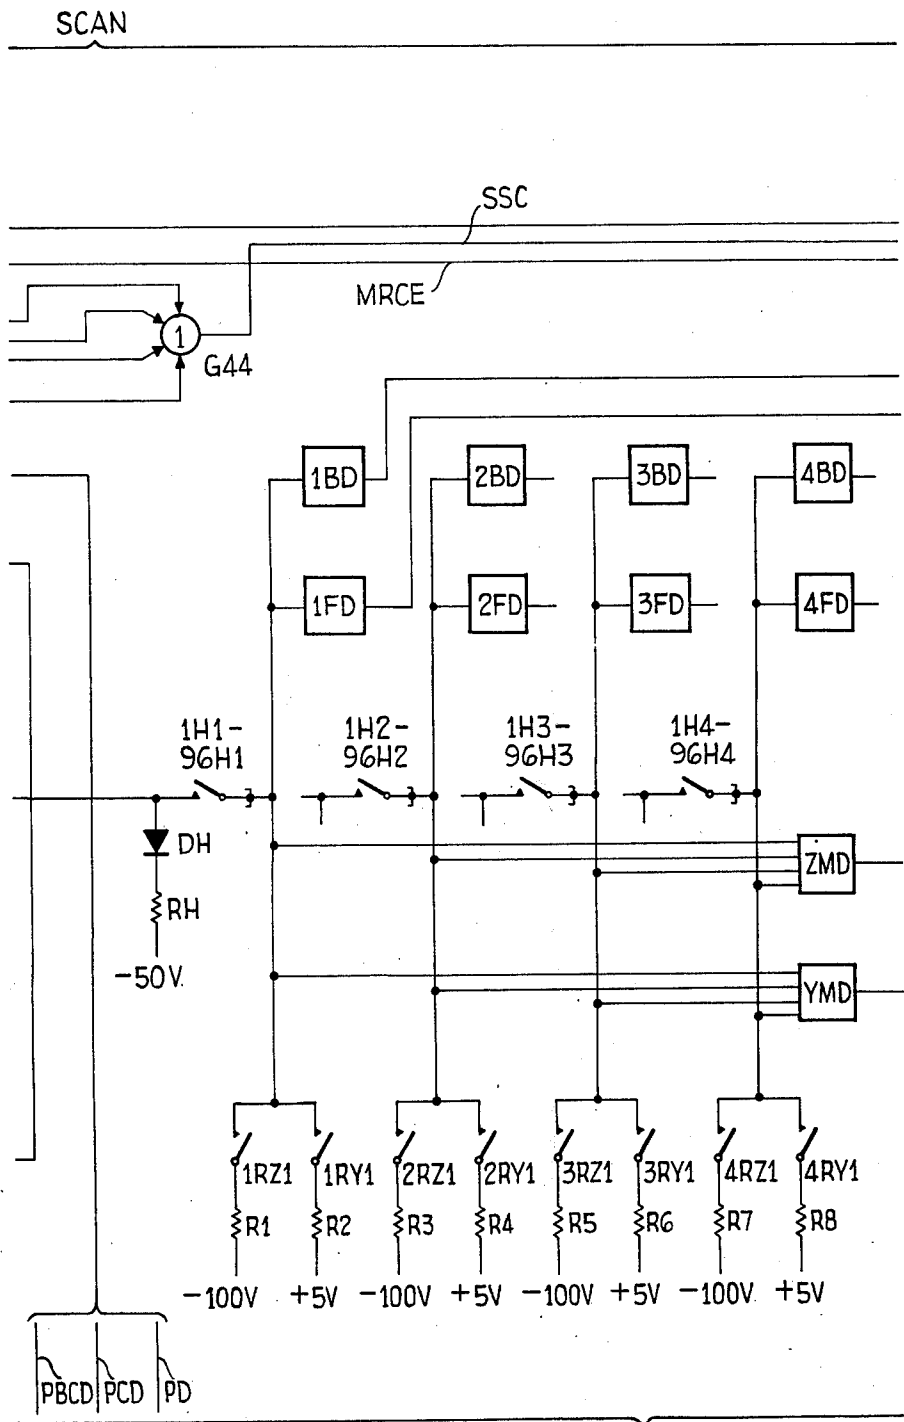 SCAN
SSC
MRCE
1
G44
1BD
2BD
3BD
4BD
1FD
2FD
3FD
4FD
1H1-
96H1
1H2-
96H2
1H3-
96H3
1H4-
96H4
DH
ZMD
RH
-50V.
YMD
1RZ1
1RY1
2RZ1
2RY1
3RZ1
3RY1
4RZ1
4RY1
R1
R2
R3
R4
R5
R6
R7
R8
-100V
+5V
-100V
+5V
-100V
+5V
-100V
+5V
PBCD
PCD
PD